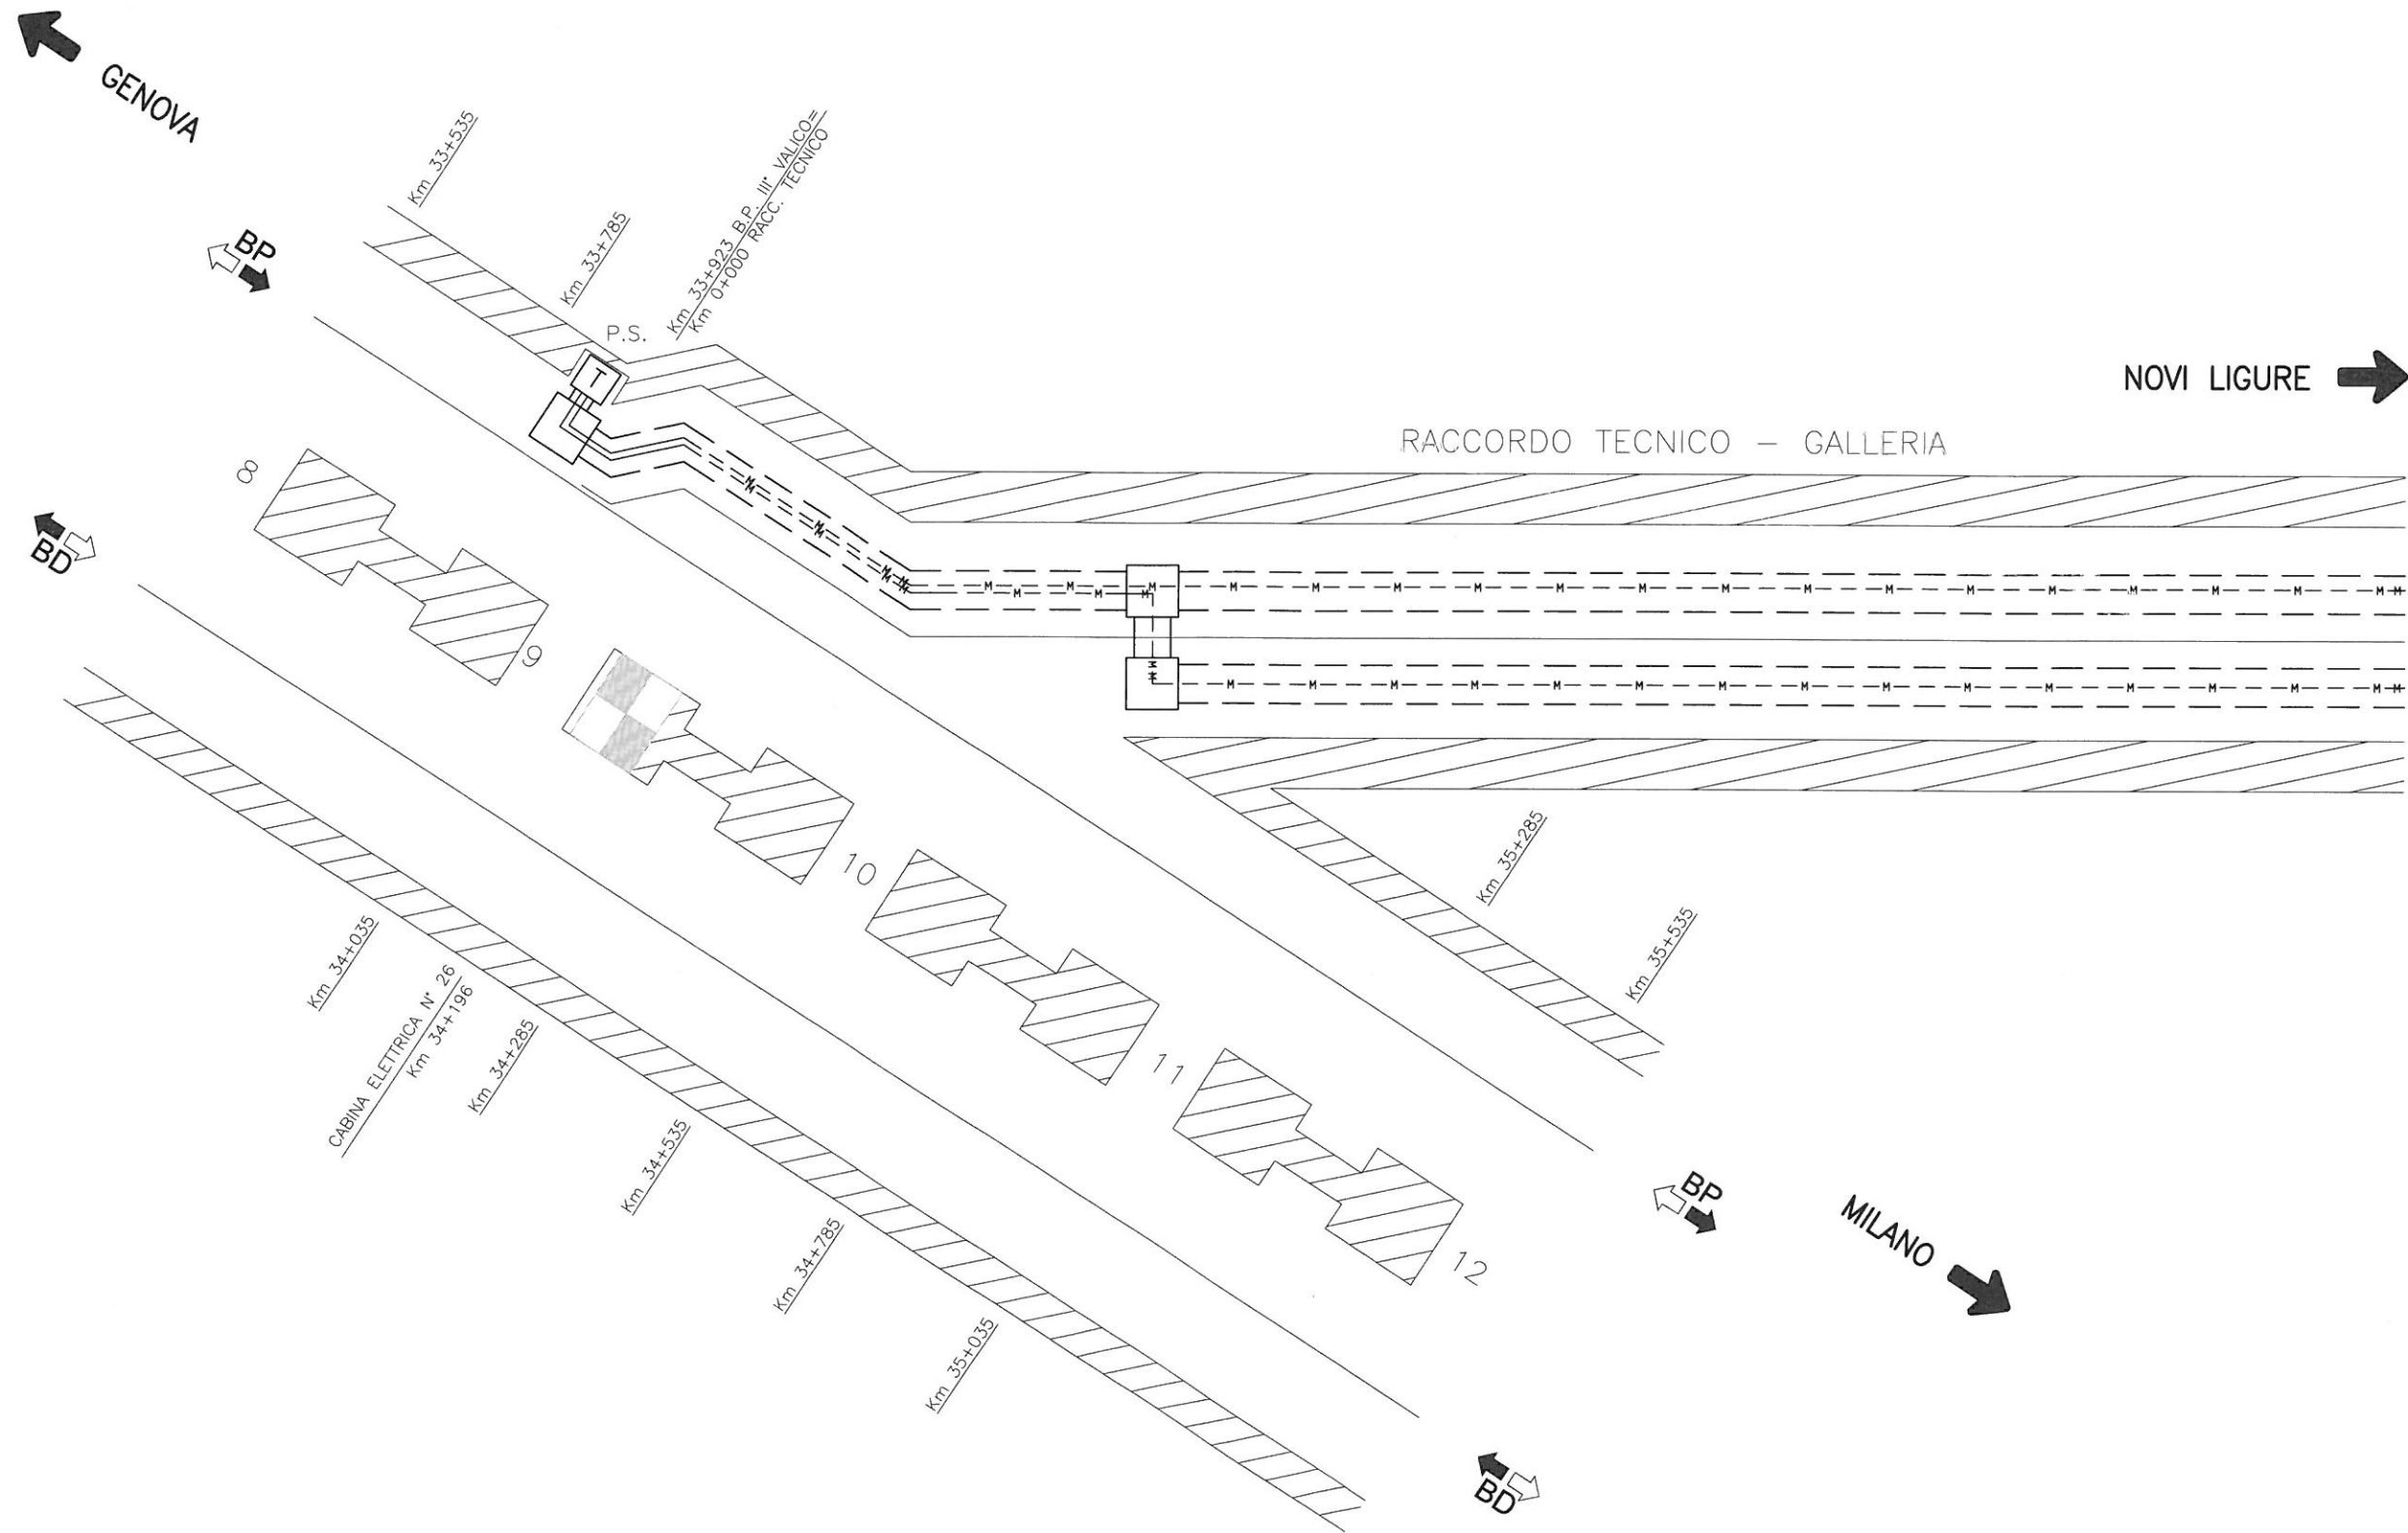 GENOVA
Km 33+535
Km 33+785
Km 33+923 B.P. III° VALICO=
Km 0+000 RACC. TECNICO
BP
P.S.
T
NOVI LIGURE
RACCORDO TECNICO – GALLERIA
8
BD
9
M M M M M M M M M M M M M M M M M M M M M M M M M M M M
M M M M M M M M M M M M M M M M M M M
10
Km 35+285
Km 35+535
Km 34+035
CABINA ELETTRICA N° 26
Km 34+196
Km 34+285
11
Km 34+535
BP
MILANO
Km 34+785
12
Km 35+035
BD